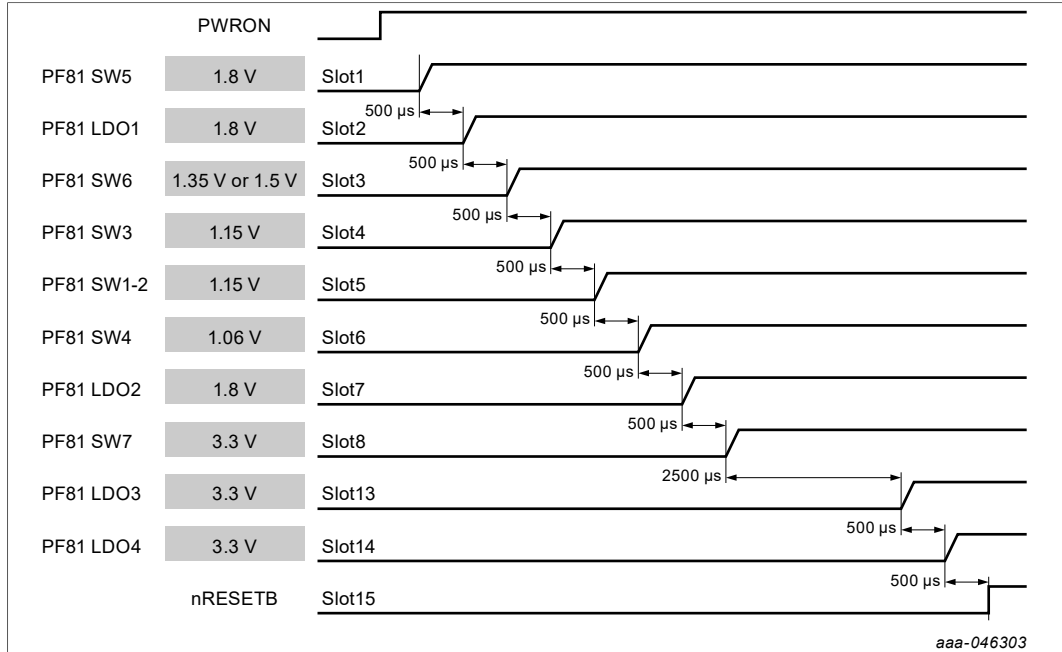 PWRON
PF81 SW5 1.8 V Slot1
500 µs
PF81 LDO1 1.8 V Slot2
500 µs
PF81 SW6 1.35 V or 1.5 V Slot3
500 µs
PF81 SW3 1.15 V Slot4
500 µs
PF81 SW1-2 1.15 V Slot5
500 µs
PF81 SW4 1.06 V Slot6
500 µs
PF81 LDO2 1.8 V Slot7
500 µs
PF81 SW7 3.3 V Slot8
2500 µs
PF81 LDO3 3.3 V Slot13
500 µs
PF81 LDO4 3.3 V Slot14
500 µs
nRESETB Slot15
aaa-046303